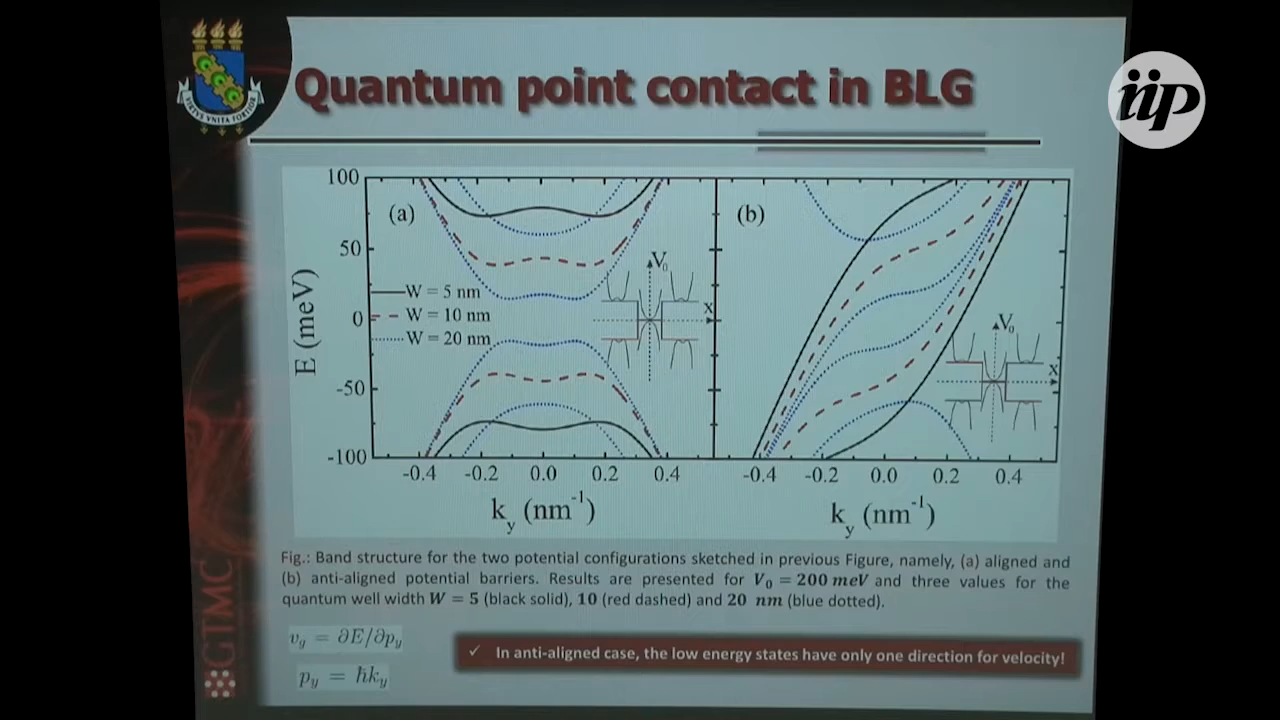 Quantum point contact in BLG
iip
VIRTVS VNITA FORTIOR
GTMC
E (meV)
100
50
0
-50
-100
(a)
W = 5 nm
W = 10 nm
W = 20 nm
V0
x
(b)
V0
x
-0.4 -0.2 0.0 0.2 0.4
-0.4 -0.2 0.0 0.2 0.4
ky (nm-1)
ky (nm-1)
Fig.: Band structure for the two potential configurations sketched in previous Figure, namely, (a) aligned and
(b) anti-aligned potential barriers. Results are presented for V0 = 200 meV and three values for the
quantum well width W = 5 (black solid), 10 (red dashed) and 20 nm (blue dotted).
vg = ∂E/∂py
py = ħky
✓ In anti-aligned case, the low energy states have only one direction for velocity!